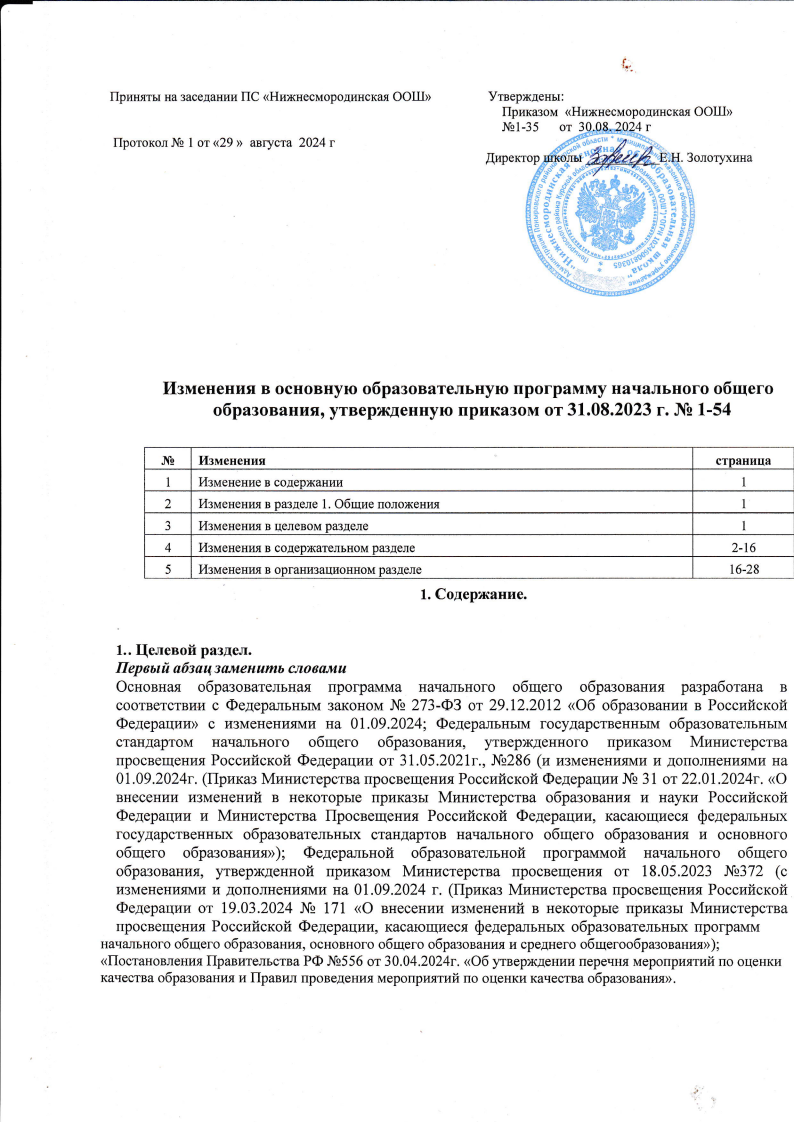 Приняты на заседании ПС «Нижнесмородинская ООШ»
Протокол № 1 от «29 » августа 2024 г
Утверждены:
Приказом «Нижнесмородинская ООШ»
№1-35 от 30.08. 2024 г
Директор школы Е.Н. Золотухина
Изменения в основную образовательную программу начального общего
образования, утвержденную приказом от 31.08.2023 г. № 1-54
№ Изменения страница
1 Изменение в содержании 1
2 Изменения в разделе 1. Общие положения 1
3 Изменения в целевом разделе 1
4 Изменения в содержательном разделе 2-16
5 Изменения в организационном разделе 16-28
1. Содержание.
1.. Целевой раздел.
Первый абзац заменить словами
Основная образовательная программа начального общего образования разработана в
соответствии с Федеральным законом № 273-ФЗ от 29.12.2012 «Об образовании в Российской
Федерации» с изменениями на 01.09.2024; Федеральным государственным образовательным
стандартом начального общего образования, утвержденного приказом Министерства
просвещения Российской Федерации от 31.05.2021г., №286 (и изменениями и дополнениями на
01.09.2024г. (Приказ Министерства просвещения Российской Федерации № 31 от 22.01.2024г. «О
внесении изменений в некоторые приказы Министерства образования и науки Российской
Федерации и Министерства Просвещения Российской Федерации, касающиеся федеральных
государственных образовательных стандартов начального общего образования и основного
общего образования»); Федеральной образовательной программой начального общего
образования, утвержденной приказом Министерства просвещения от 18.05.2023 №372 (с
изменениями и дополнениями на 01.09.2024 г. (Приказ Министерства просвещения Российской
Федерации от 19.03.2024 № 171 «О внесении изменений в некоторые приказы Министерства
просвещения Российской Федерации, касающиеся федеральных образовательных программ
начального общего образования, основного общего образования и среднего общегообразования»);
«Постановления Правительства РФ №556 от 30.04.2024г. «Об утверждении перечня мероприятий по оценки
качества образования и Правил проведения мероприятий по оценки качества образования».